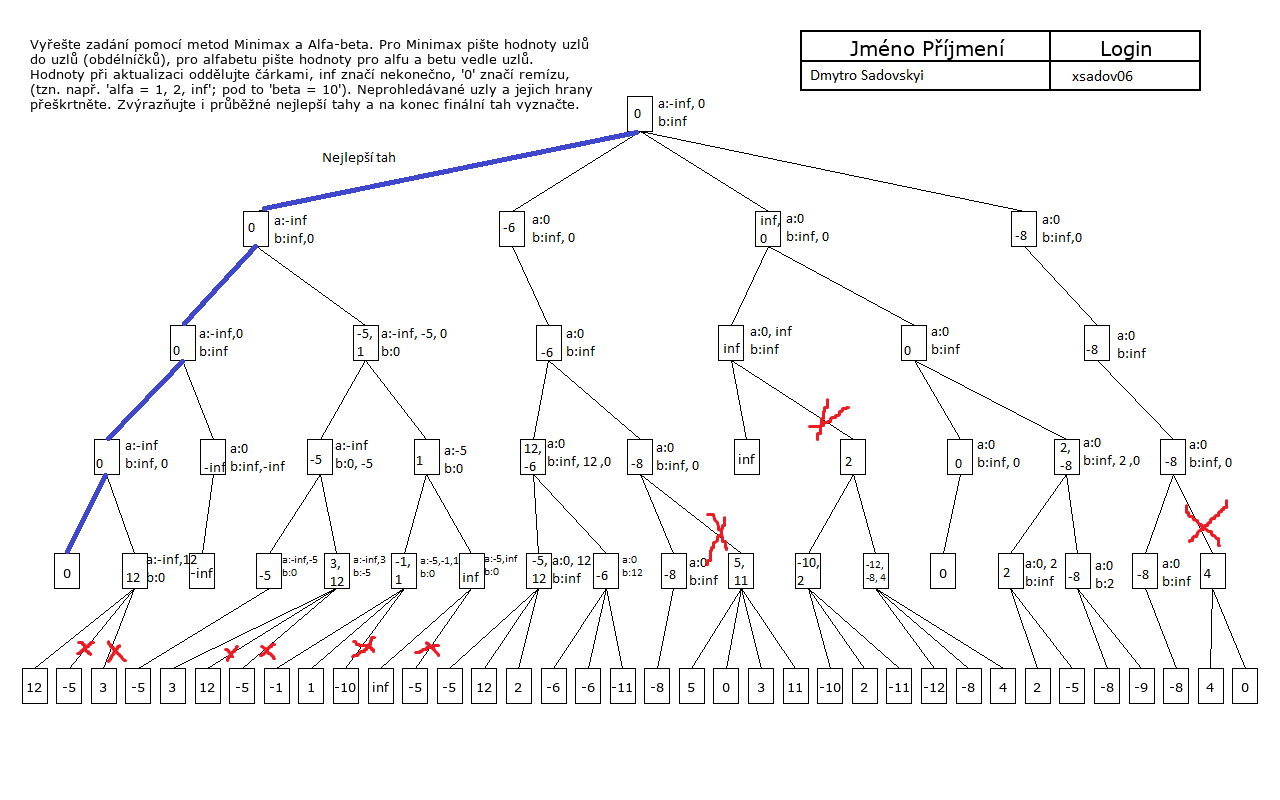 Vyřešte zadání pomocí metod Minimax a Alfa-beta. Pro Minimax pište hodnoty uzlů
do uzlů (obdélníčků), pro alfabetu pište hodnoty pro alfu a betu vedle uzlů.
Hodnoty při aktualizaci oddělujte čárkami, inf značí nekonečno, '0' značí remízu,
(tzn. např. 'alfa = 1, 2, inf'; pod to 'beta = 10'). Neprohledávané uzly a jejich hrany
přeškrtněte. Zvýrazňujte i průběžné nejlepší tahy a na konec finální tah vyznačte.
Jméno Příjmení Login
Dmytro Sadovskyi xsadov06
0 a:-inf, 0
b:inf
Nejlepší tah
0 a:-inf
b:inf,0
-6 a:0
b:inf, 0
inf,
0 a:0
b:inf, 0
-8 a:0
b:inf,0
0 a:-inf,0
b:inf
-5,
1 a:-inf, -5, 0
b:0
-6 a:0
b:inf
inf a:0, inf
b:inf
0 a:0
b:inf
-8 a:0
b:inf
0 a:-inf
b:inf, 0
-inf a:0
b:inf,-inf
-5 a:-inf
b:0, -5
1 a:-5
b:0
12,
-6 a:0
b:inf, 12 ,0
-8 a:0
b:inf, 0
inf
2
0 a:0
b:inf, 0
2,
-8 a:0
b:inf, 2 ,0
-8 a:0
b:inf, 0
0
12 a:-inf,12
b:0
-inf
-5 a:-inf,-5
b:0
3,
12 a:-inf,3
b:-5
-1,
1 a:-5,-1,1
b:0
inf a:-5,inf
b:0
-5,
12 a:0, 12
b:inf
-6 a:0
b:12
-8 a:0
b:inf
5,
11
-10,
2
-12,
-8, 4
0
2 a:0, 2
b:inf
-8 a:0
b:2
-8 a:0
b:inf
4
12 -5 3 -5 3 12 -5 -1 1 -10 inf -5 -5 12 2 -6 -6 -11 -8 5 0 3 11 -10 2 -11 -12 -8 4 2 -5 -8 -9 -8 4 0